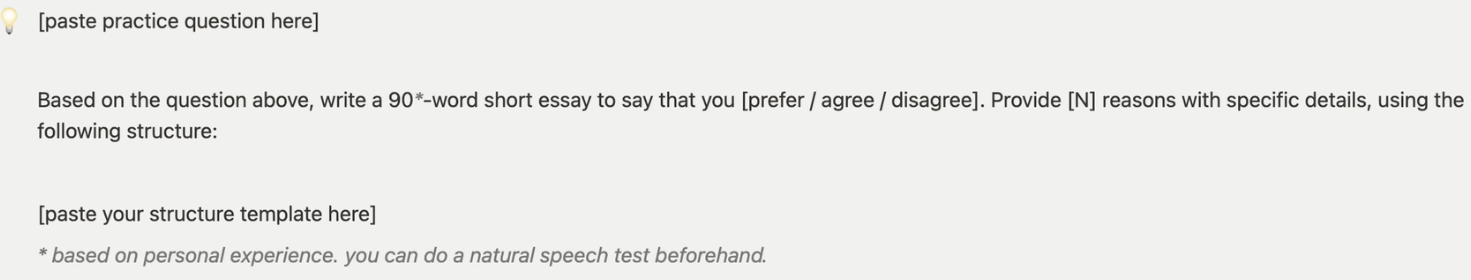 [paste practice question here]
Based on the question above, write a 90*-word short essay to say that you [prefer / agree / disagree]. Provide [N] reasons with specific details, using the
following structure:
[paste your structure template here]
* based on personal experience. you can do a natural speech test beforehand.